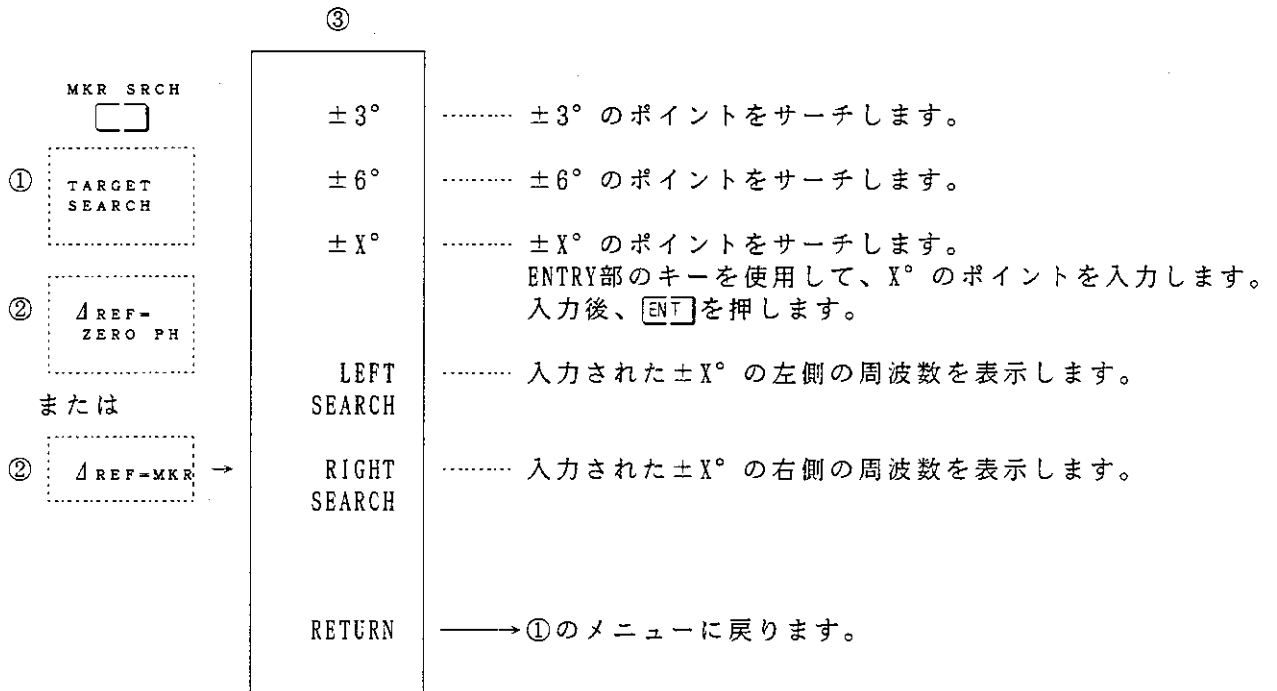 ③
MKR SRCH
① TARGET
SEARCH
② ΔREF=
ZERO PH
または
② ΔREF=MKR →
±3° ……… ±3° のポイントをサーチします。
±6° ……… ±6° のポイントをサーチします。
±X° ……… ±X° のポイントをサーチします。
ENTRY部のキーを使用して、X° のポイントを入力します。
入力後、ENTを押します。
LEFT ……… 入力された±X° の左側の周波数を表示します。
SEARCH
RIGHT ……… 入力された±X° の右側の周波数を表示します。
SEARCH
RETURN ──→①のメニューに戻ります。